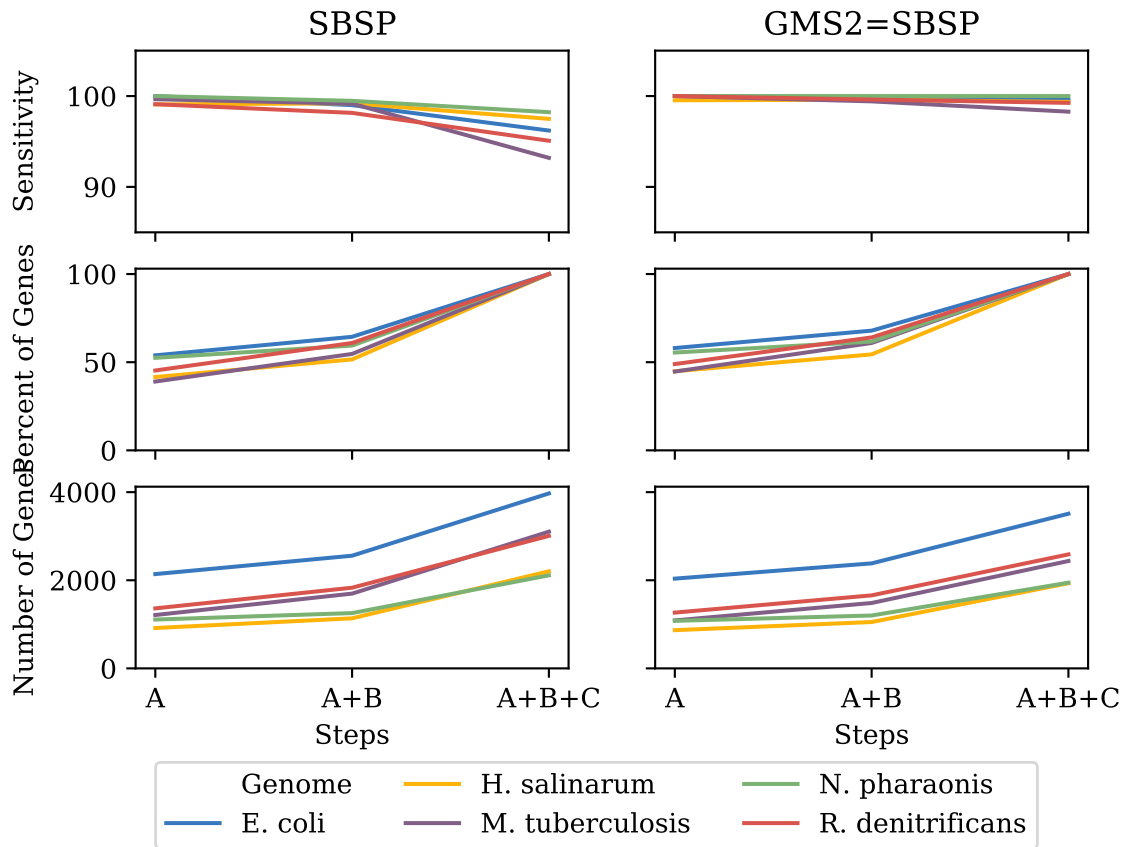 SBSP
GMS2=SBSP
Sensitivity
100
90
Percent of Genes
100
50
0
Number of Genes
4000
2000
0
A
A+B
A+B+C
A
A+B
A+B+C
Steps
Steps
Genome
H. salinarum
N. pharaonis
E. coli
M. tuberculosis
R. denitrificans